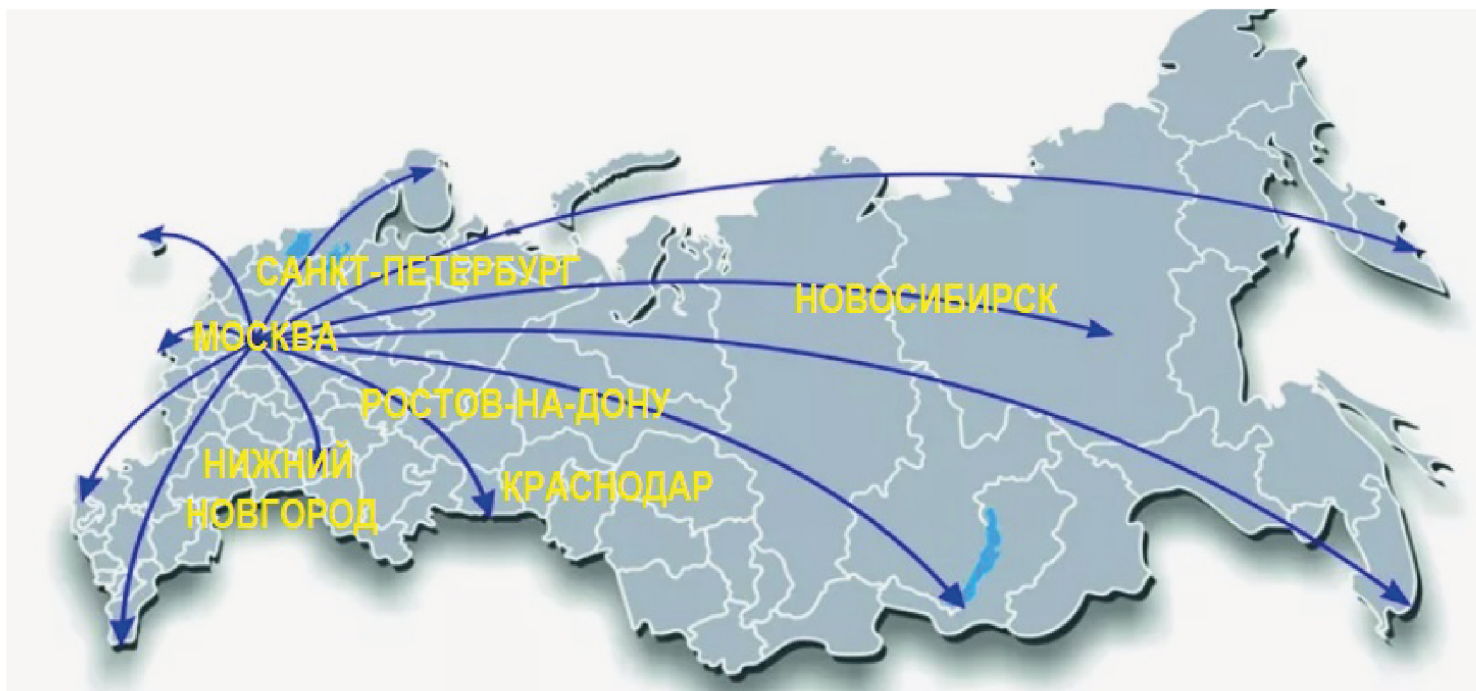 САНКТ-ПЕТЕРБУРГ
НОВОСИБИРСК
МОСКВА
РОСТОВ-НА-ДОНУ
НИЖНИЙ
НОВГОРОД
КРАСНОДАР